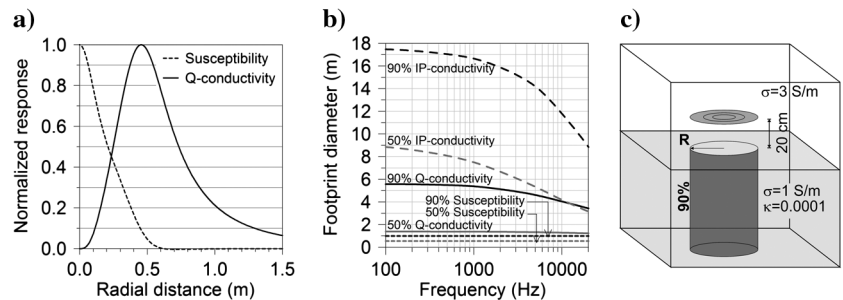 a)
Normalized response
1.0
0.8
0.6
0.4
0.2
0.0
Susceptibility
Q-conductivity
0.0 0.5 1.0 1.5
Radial distance (m)
b)
Footprint diameter (m)
18
16
14
12
10
8
6
4
2
0
90% IP-conductivity
50% IP-conductivity
90% Q-conductivity
90% Susceptibility
50% Susceptibility
50% Q-conductivity
100 1000 10000
Frequency (Hz)
c)
σ=3 S/m
20 cm
R
90%
σ=1 S/m
κ=0.0001